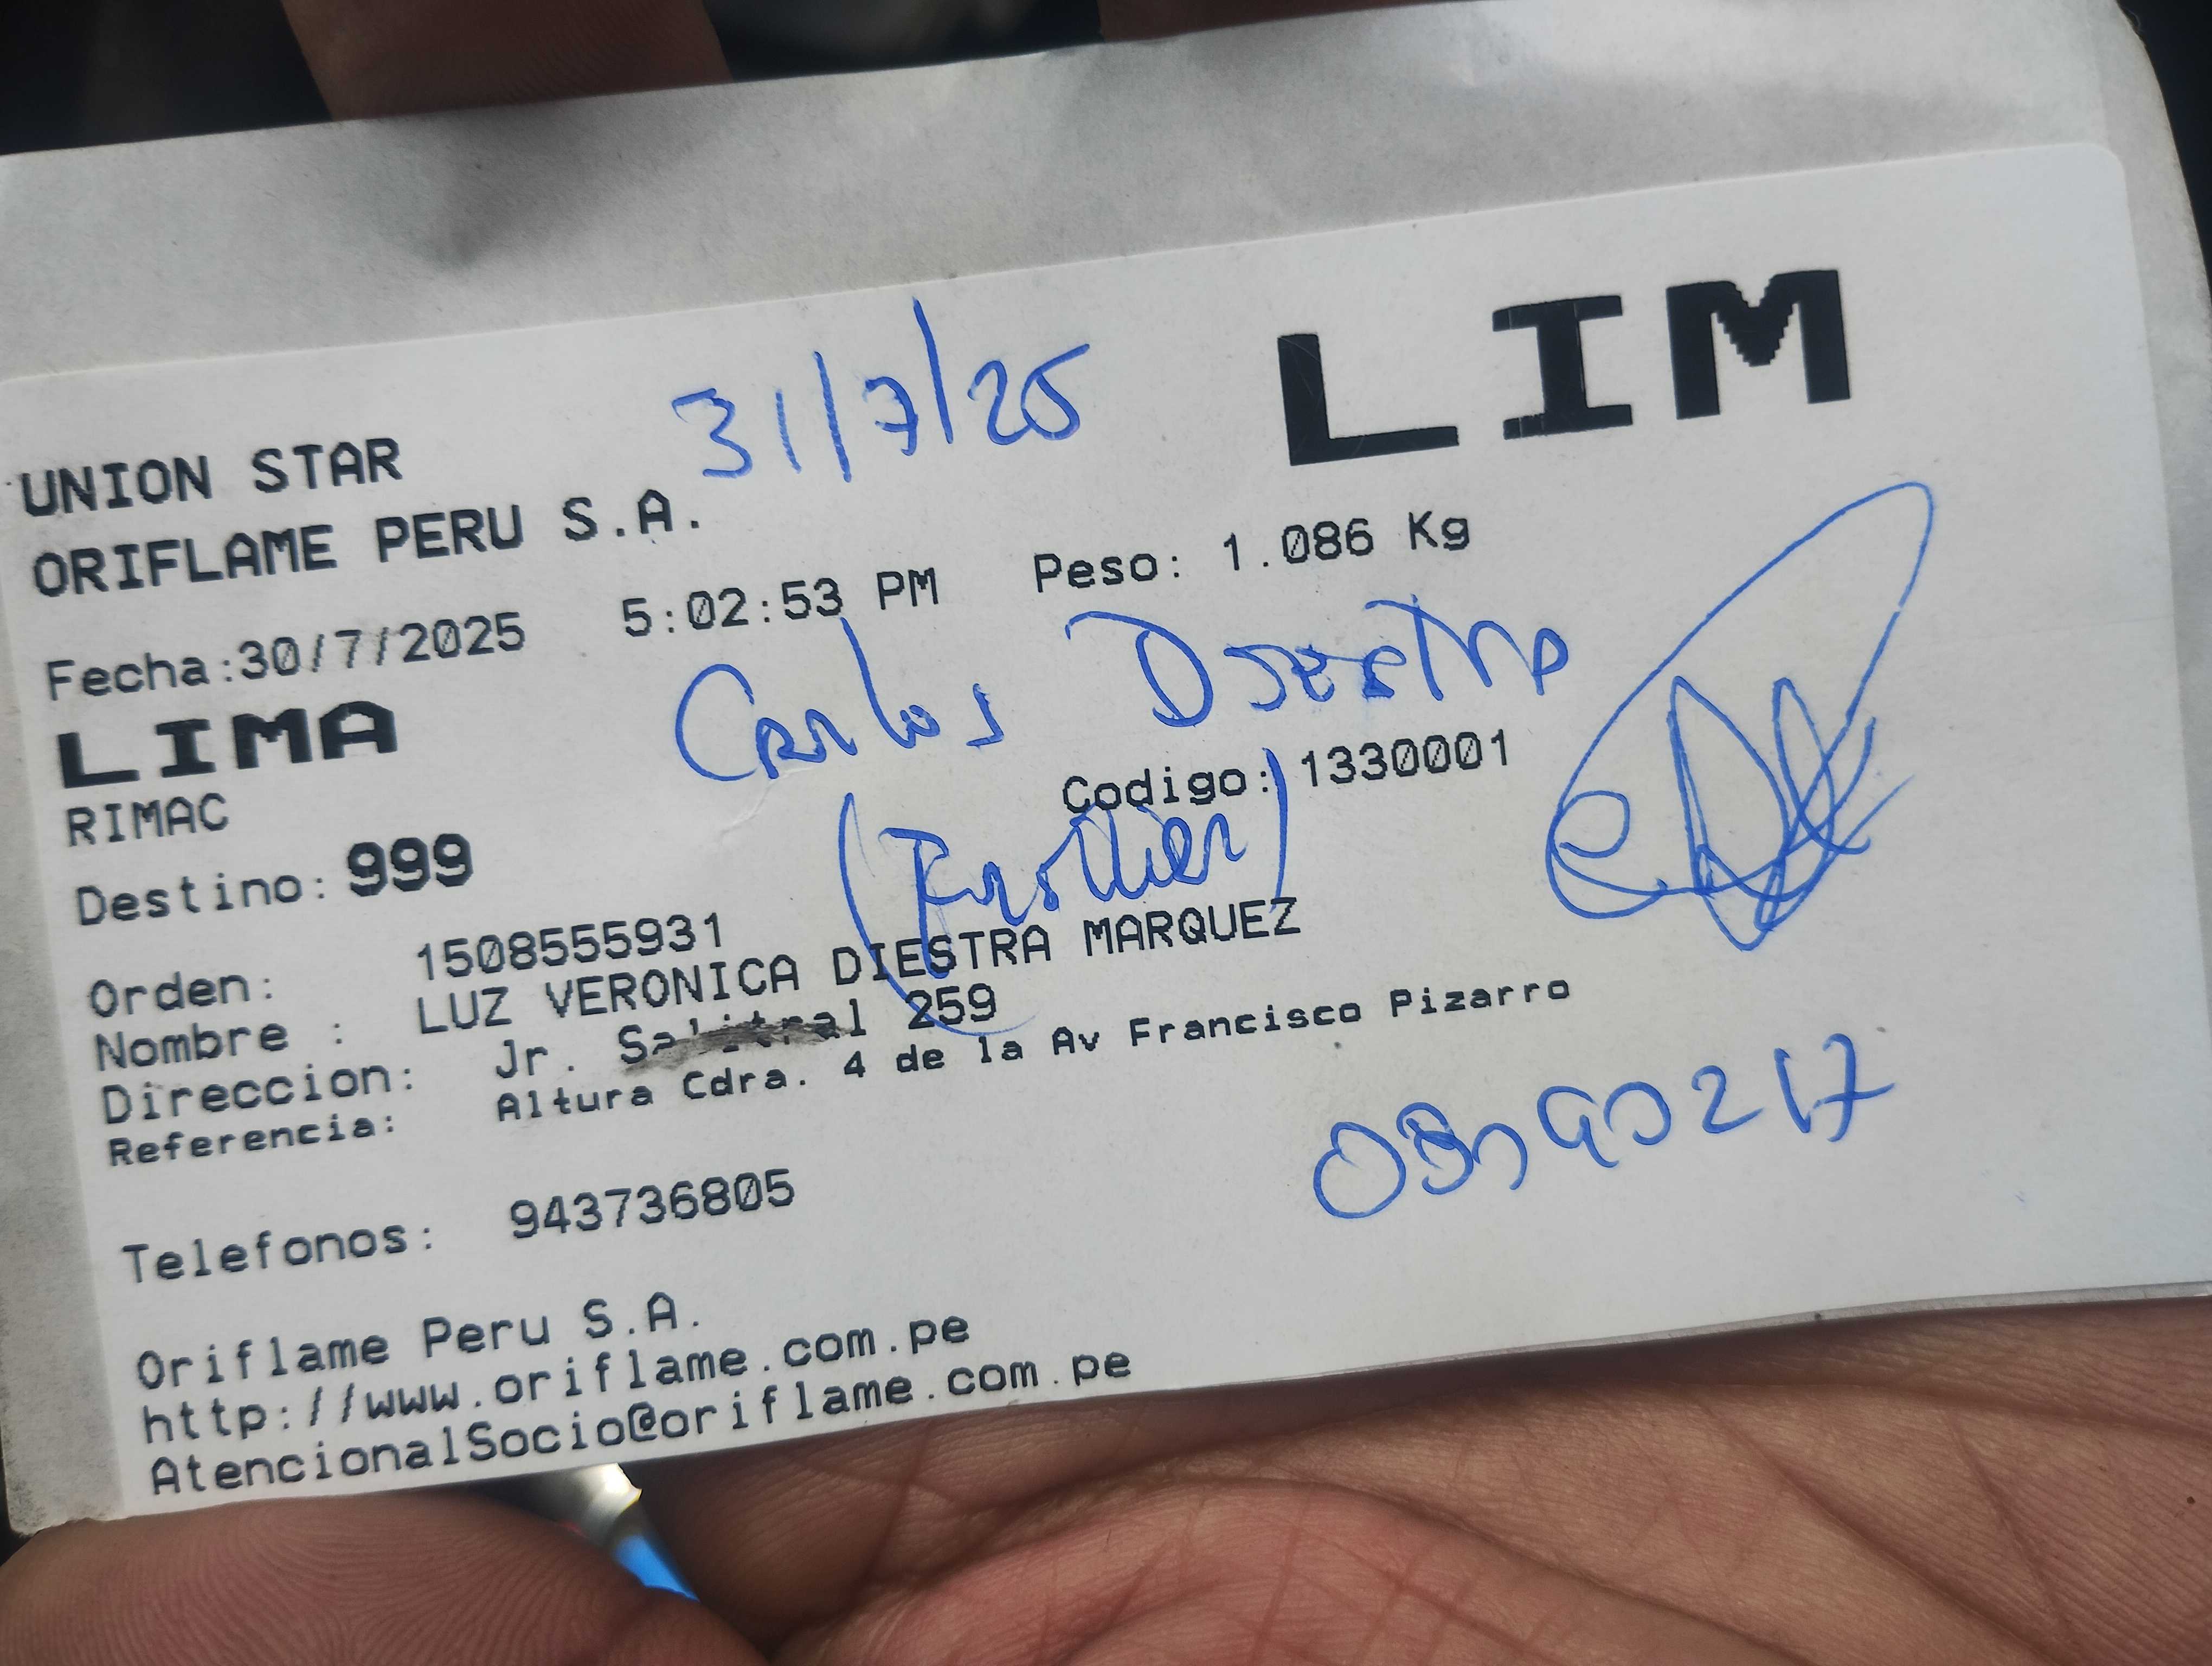 31/7/25
LIM
UNION STAR
ORIFLAME PERU S.A.
Fecha:30/7/2025 5:02:53 PM Peso: 1.086 Kg
Carlos Diestra
LIMA
RIMAC
Codigo: 1330001
Destino: 999
Orden: 1508555931
Nombre : LUZ VERONICA DIESTRA MARQUEZ
Direccion: Jr. Salitral 259
Referencia: Altura Cdra. 4 de la Av Francisco Pizarro
Telefonos: 943736805
Oriflame Peru S.A.
http://www.oriflame.com.pe
AtencionalSocio@oriflame.com.pe